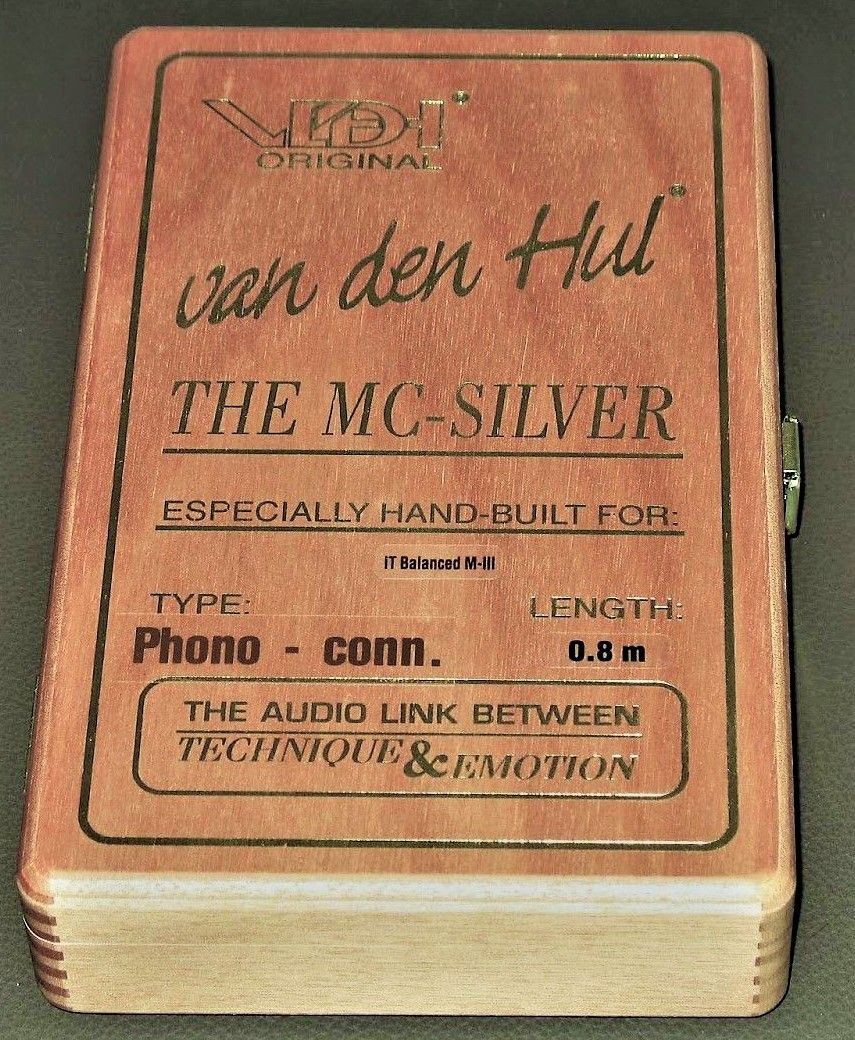 VDH®
ORIGINAL
van den Hul®
THE MC-SILVER
ESPECIALLY HAND-BUILT FOR:
iT Balanced M-III
TYPE: LENGTH:
Phono - conn. 0.8 m
THE AUDIO LINK BETWEEN
TECHNIQUE & EMOTION